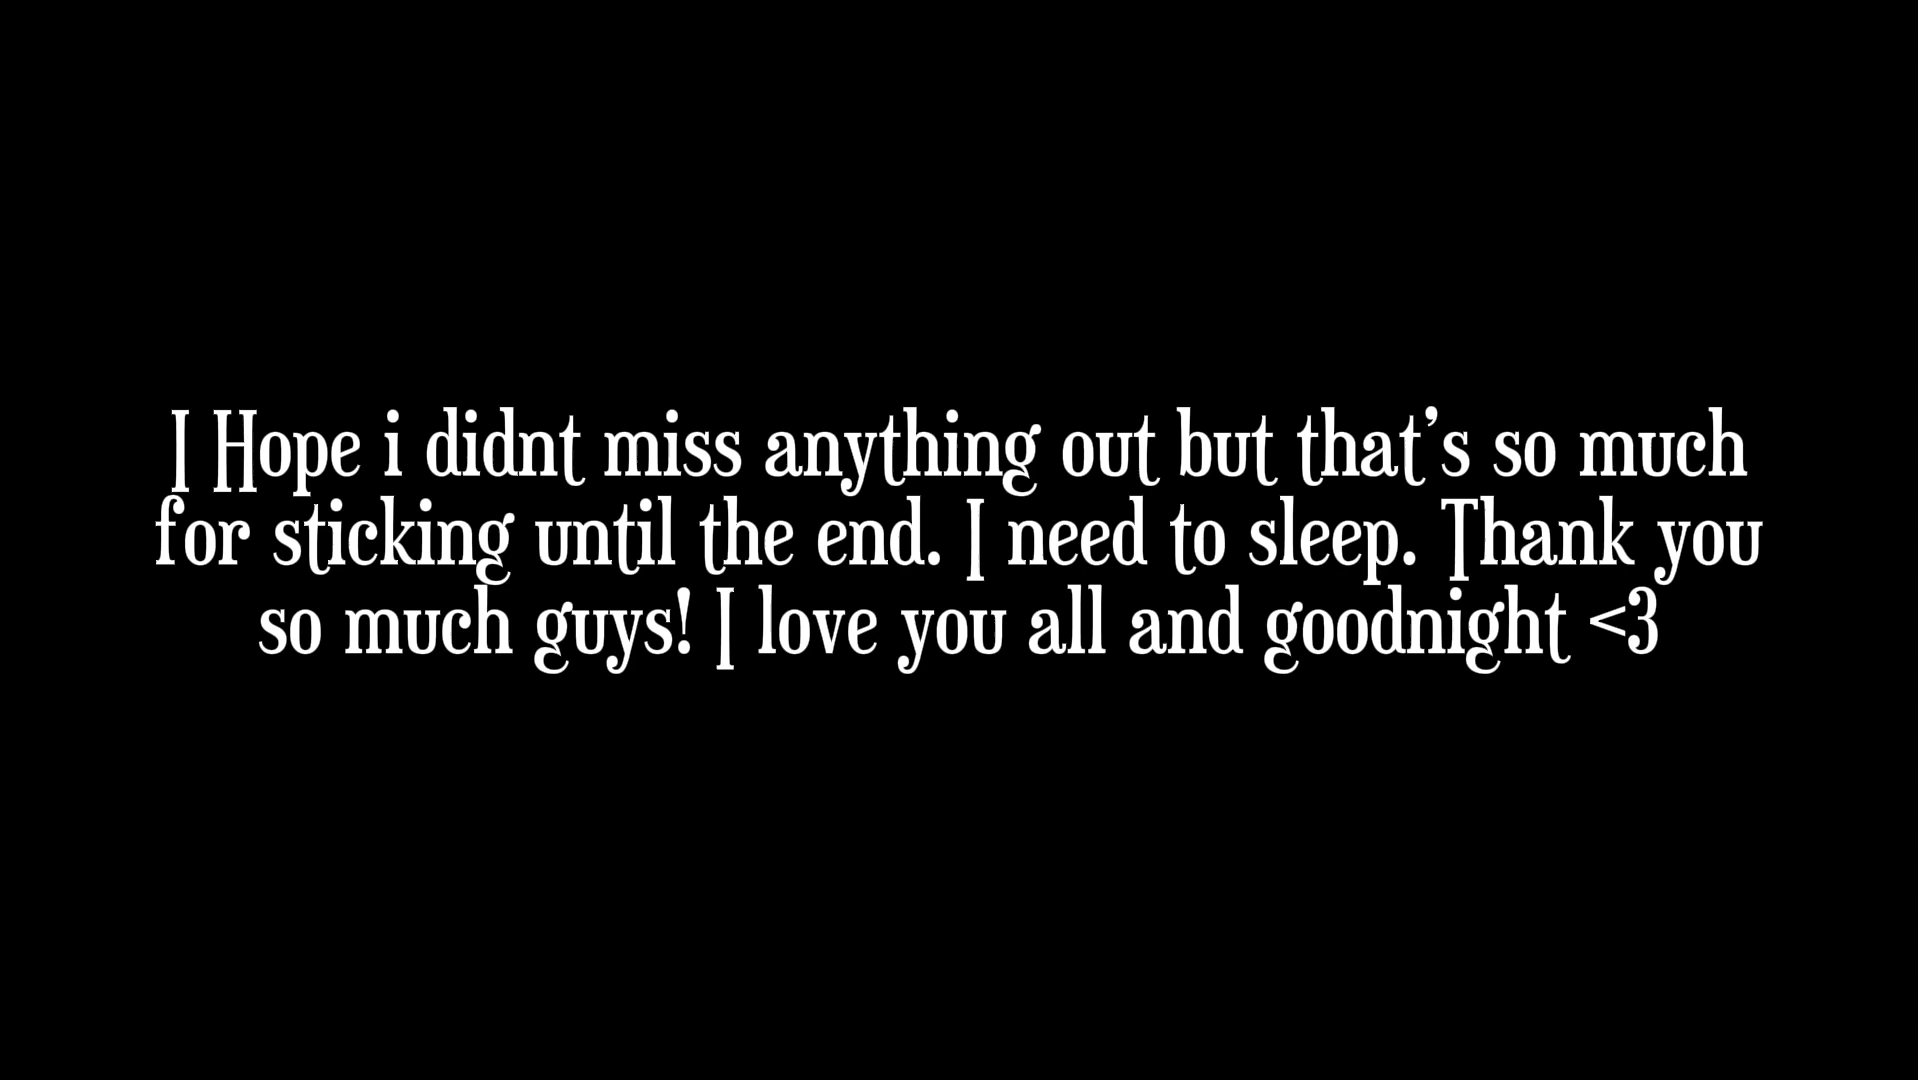 I Hope i didnt miss anything out but that's so much
for sticking until the end. I need to sleep. Thank you
so much guys! I love you all and goodnight <3